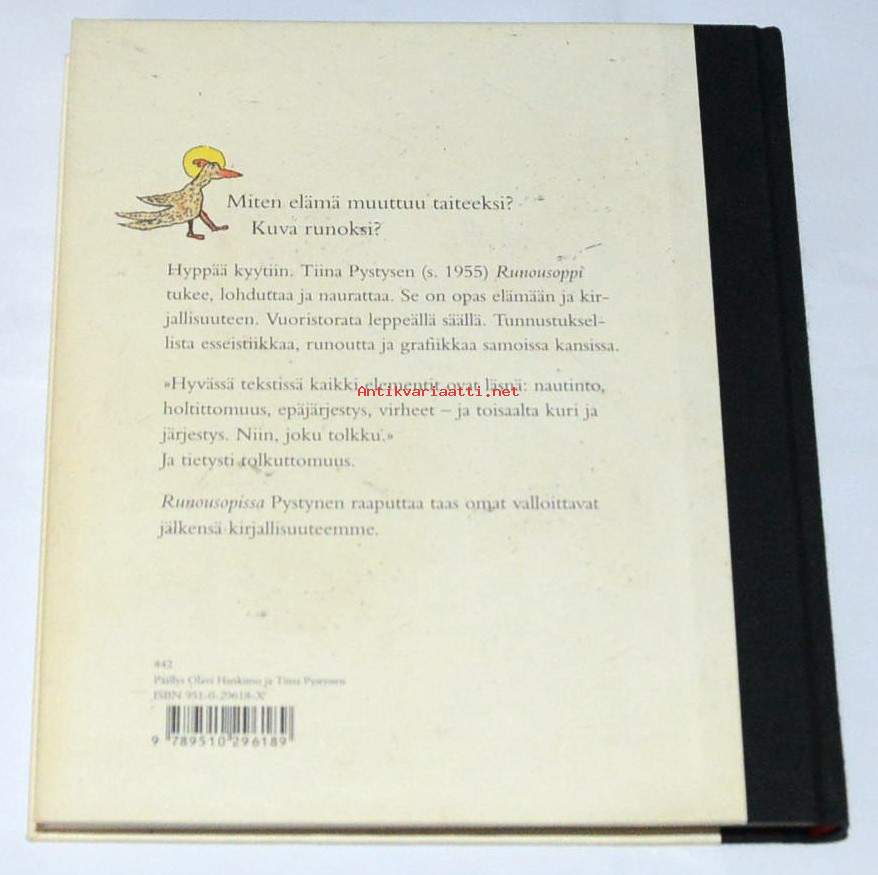 Miten elämä muuttuu taiteeksi?
Kuva runoksi?
Hyppää kyytiin. Tiina Pystysen (s. 1955) Runousoppi
tukee, lohduttaa ja naurattaa. Se on opas elämään ja kir-
jallisuuteen. Vuoristorata leppeällä säällä. Tunnustuksel-
lista esseistiikkaa, runoutta ja grafiikkaa samoissa kansissa.
»Hyvässä tekstissä kaikki elementit ovat läsnä: nautinto,
Antikvariaatti.net
holtittomuus, epäjärjestys, virheet – ja toisaalta kuri ja
järjestys. Niin, joku tolkku.»
Ja tietysti tolkuttomuus.
Runousopissa Pystynen raaputtaa taas omat valloittavat
jälkensä kirjallisuuteemme.
842
Päällys Olavi Hankimo ja Tiina Pystynen
ISBN 951-0-29618-X
9 789510 296189